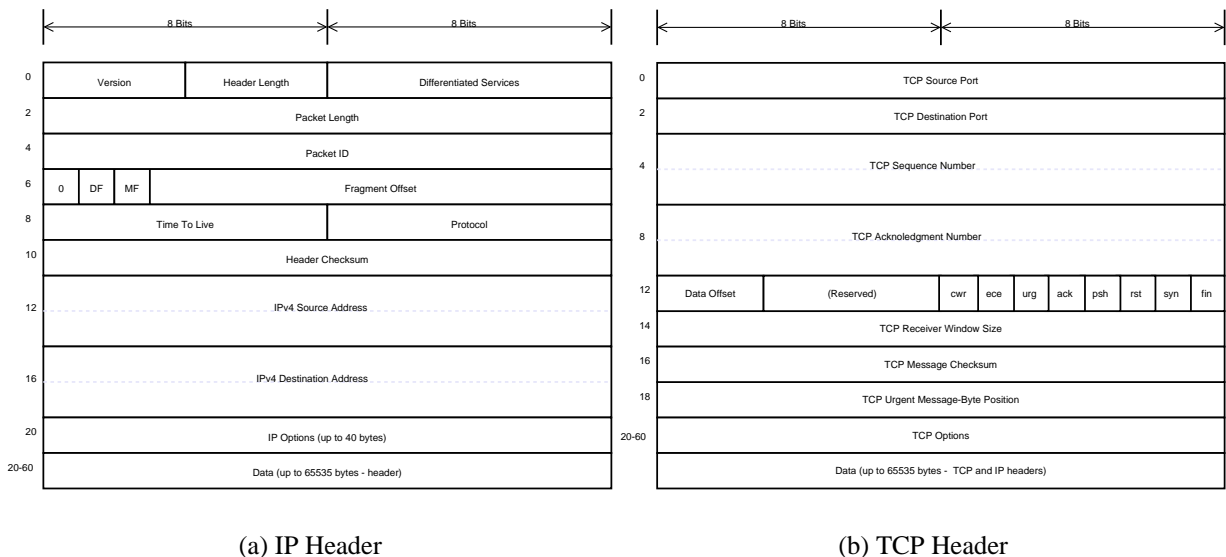 8 Bits 8 Bits
0 Version Header Length Differentiated Services
2 Packet Length
4 Packet ID
6 0 DF MF Fragment Offset
8 Time To Live Protocol
10 Header Checksum
12 IPv4 Source Address
16 IPv4 Destination Address
20 IP Options (up to 40 bytes)
20-60 Data (up to 65535 bytes - header)
(a) IP Header
8 Bits 8 Bits
0 TCP Source Port
2 TCP Destination Port
4 TCP Sequence Number
8 TCP Acknoledgment Number
12 Data Offset (Reserved) cwr ece urg ack psh rst syn fin
14 TCP Receiver Window Size
16 TCP Message Checksum
18 TCP Urgent Message-Byte Position
20-60 TCP Options
Data (up to 65535 bytes - TCP and IP headers)
(b) TCP Header